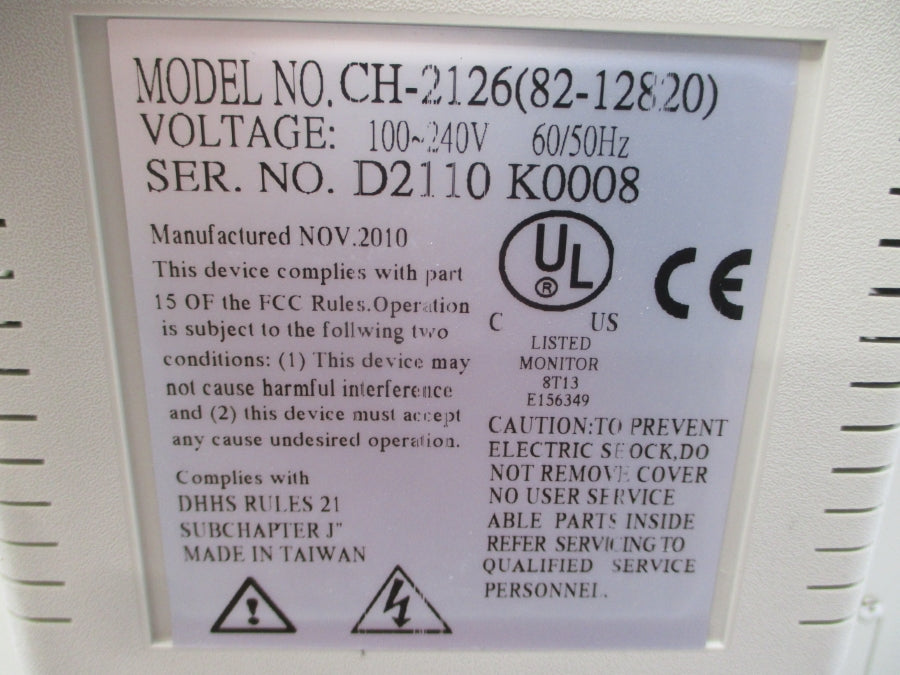 MODEL NO. CH-2126(82-12820)
VOLTAGE: 100~240V 60/50Hz
SER. NO. D2110 K0008
Manufactured NOV.2010
This device complies with part
15 OF the FCC Rules.Operation
is subject to the follwing two
conditions: (1) This device may
not cause harmful interference
and (2) this device must accept
any cause undesired operation.
Complies with
DHHS RULES 21
SUBCHAPTER J"
MADE IN TAIWAN
UL ®
CE
C US
LISTED
MONITOR
8T13
E156349
CAUTION:TO PREVENT
ELECTRIC SHOCK,DO
NOT REMOVE COVER
NO USER SERVICE
ABLE PARTS INSIDE
REFER SERVICING TO
QUALIFIED SERVICE
PERSONNEL.